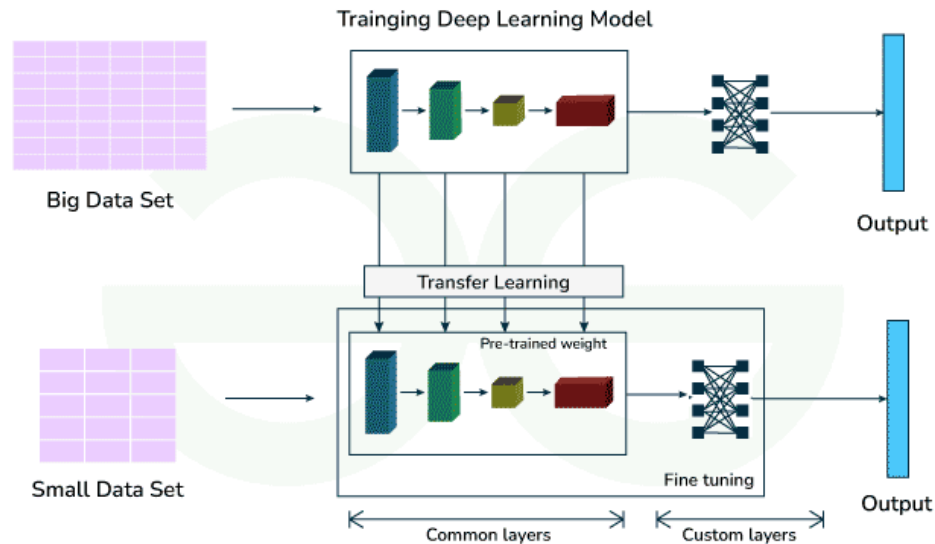 Trainging Deep Learning Model
Big Data Set
Output
Transfer Learning
Pre-trained weight
Small Data Set
Fine tuning
Output
Common layers
Custom layers